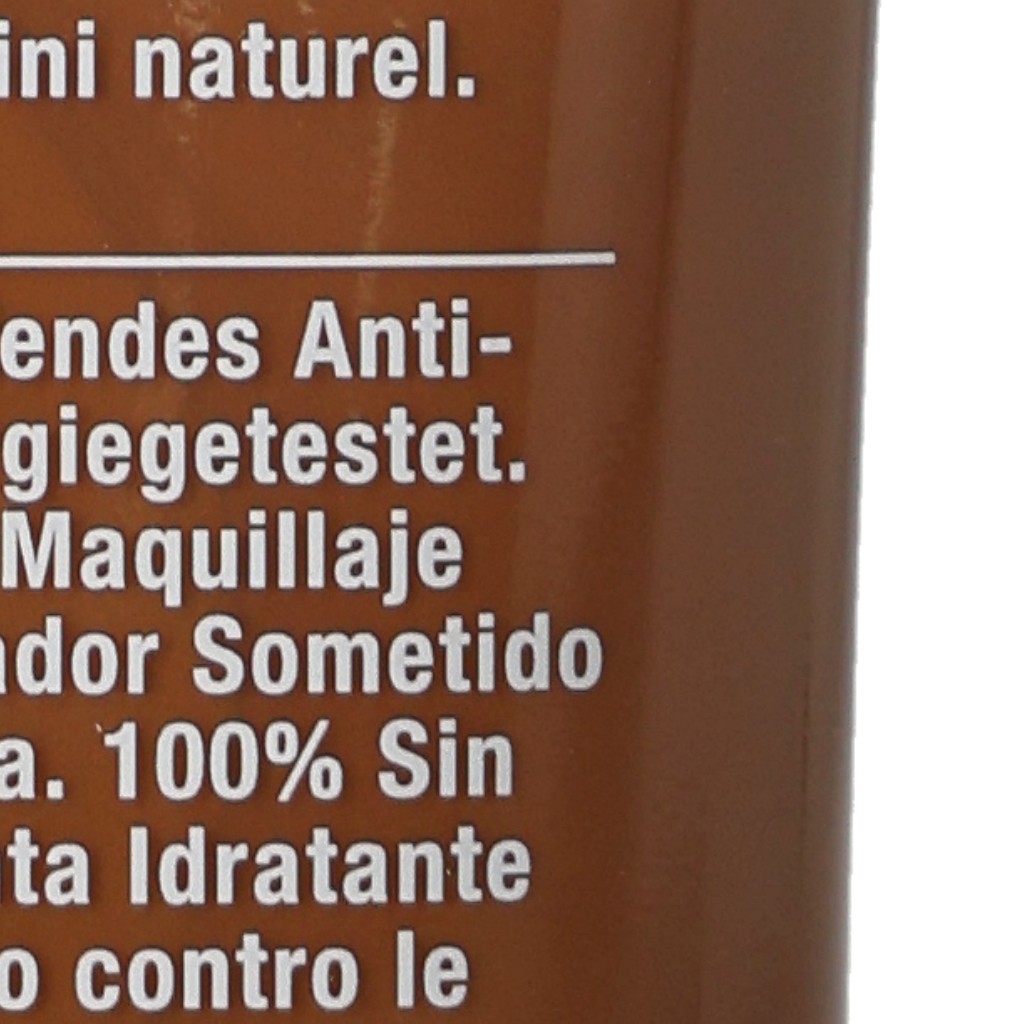 ini naturel.
endes Anti-
giegetestet.
Maquillaje
ador Sometido
a. 100% Sin
ta Idratante
o contro le